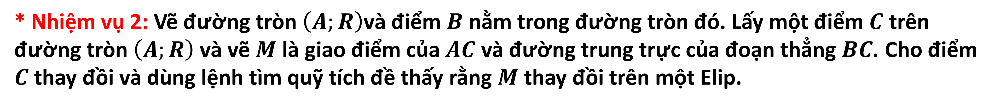 * Nhiệm vụ 2: Vẽ đường tròn (A; R)và điểm B nằm trong đường tròn đó. Lấy một điểm C trên
đường tròn (A; R) và vẽ M là giao điểm của AC và đường trung trực của đoạn thẳng BC. Cho điểm
C thay đồi và dùng lệnh tìm quỹ tích đề thấy rằng M thay đồi trên một Elip.